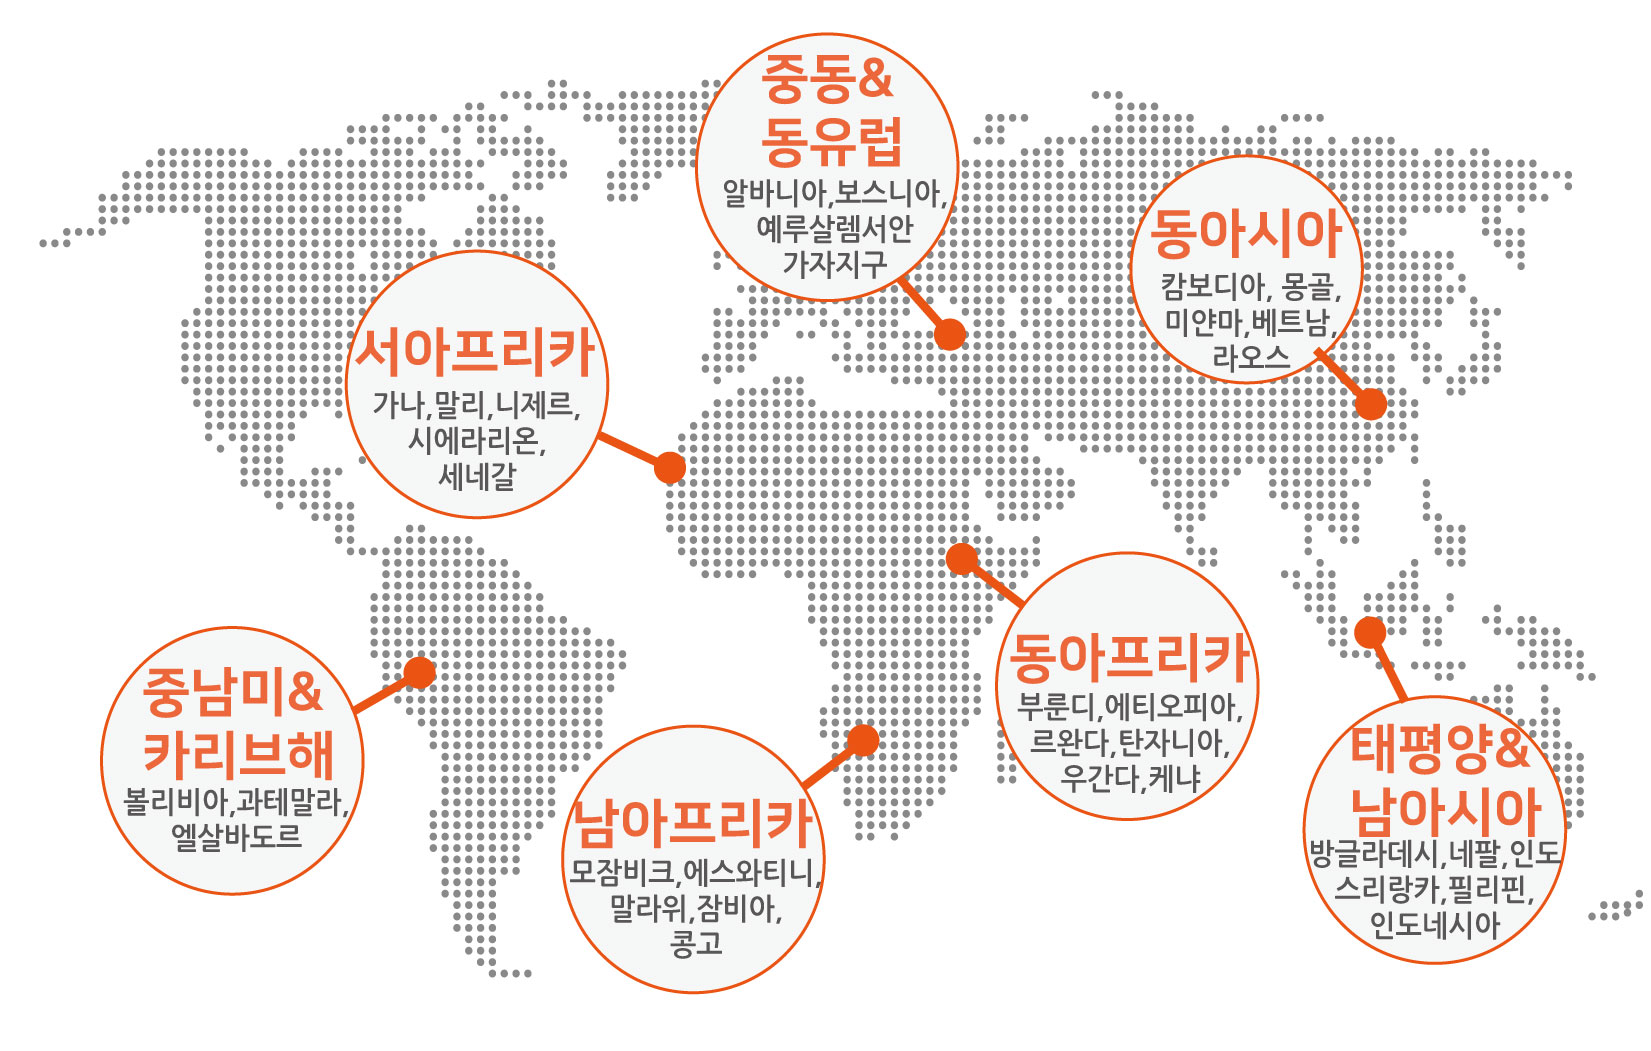 중동&
동유럽
알바니아,보스니아,
예루살렘서안
가자지구
동아시아
캄보디아, 몽골,
미얀마,베트남,
라오스
서아프리카
가나,말리,니제르,
시에라리온,
세네갈
동아프리카
부룬디,에티오피아,
르완다,탄자니아,
우간다,케냐
중남미&
카리브해
볼리비아,과테말라,
엘살바도르
남아프리카
모잠비크,에스와티니,
말라위,잠비아,
콩고
태평양&
남아시아
방글라데시,네팔,인도
스리랑카,필리핀,
인도네시아